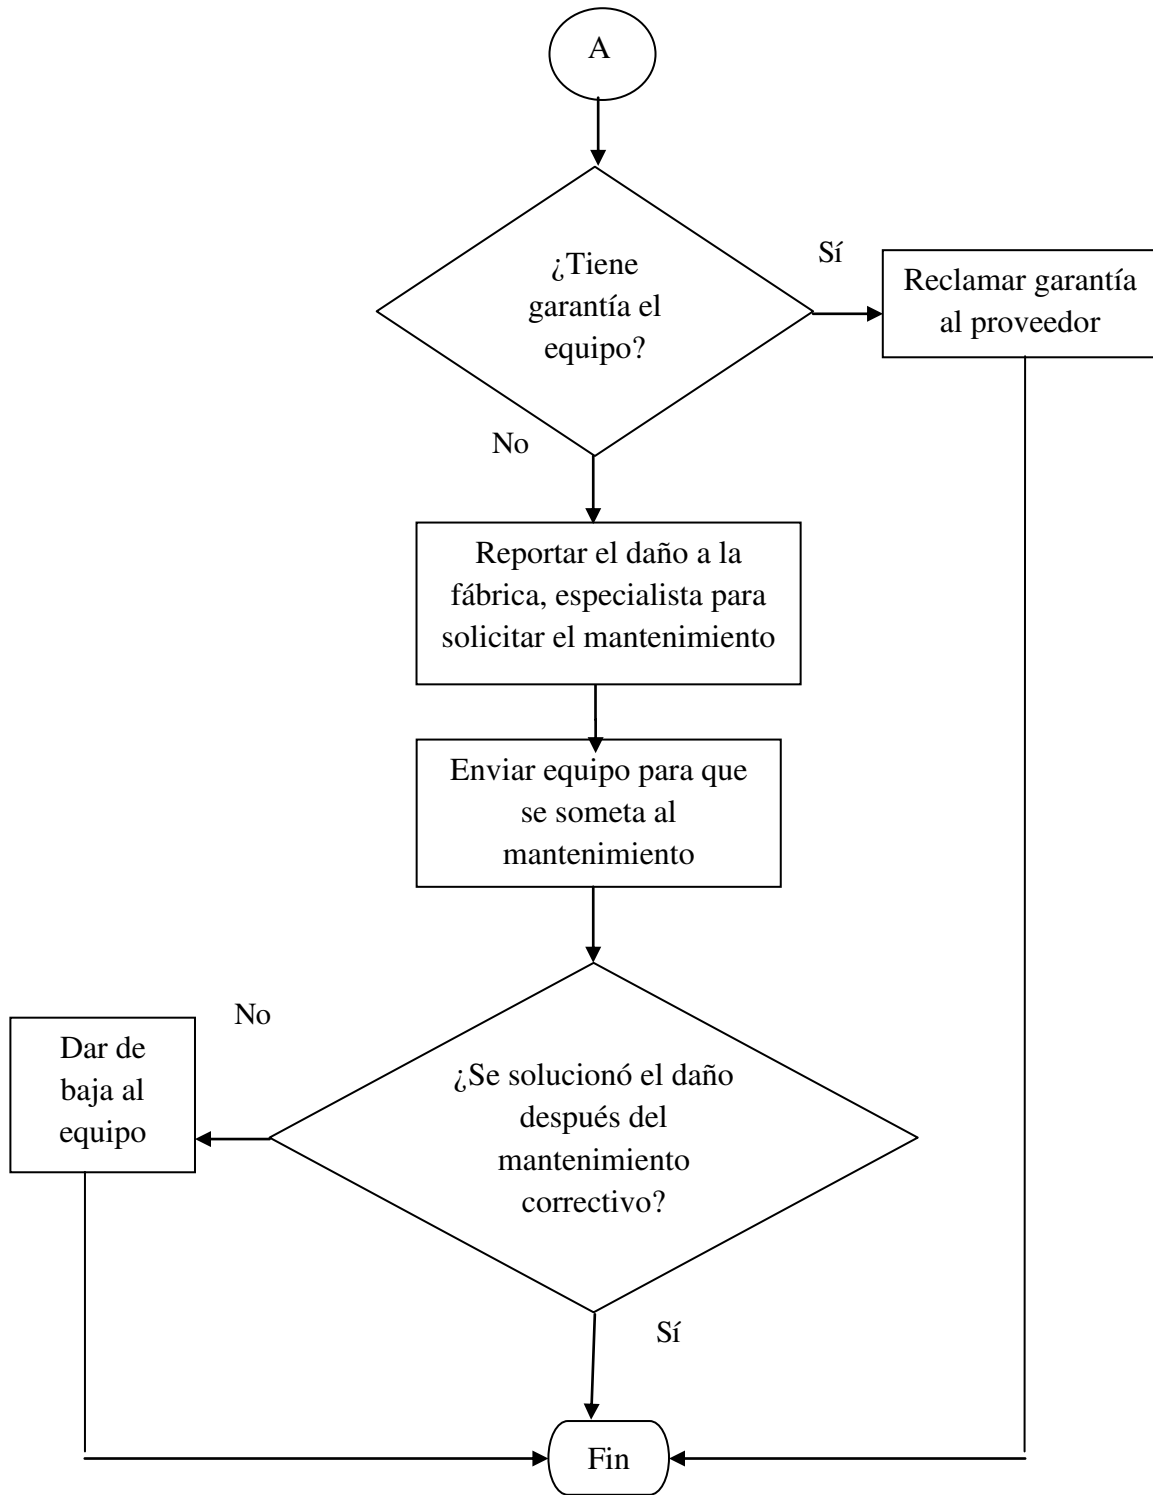 A
¿Tiene
garantía el
equipo?
Sí
Reclamar garantía
al proveedor
No
Reportar el daño a la
fábrica, especialista para
solicitar el mantenimiento
Enviar equipo para que
se someta al
mantenimiento
No
Dar de
baja al
equipo
¿Se solucionó el daño
después del
mantenimiento
correctivo?
Sí
Fin